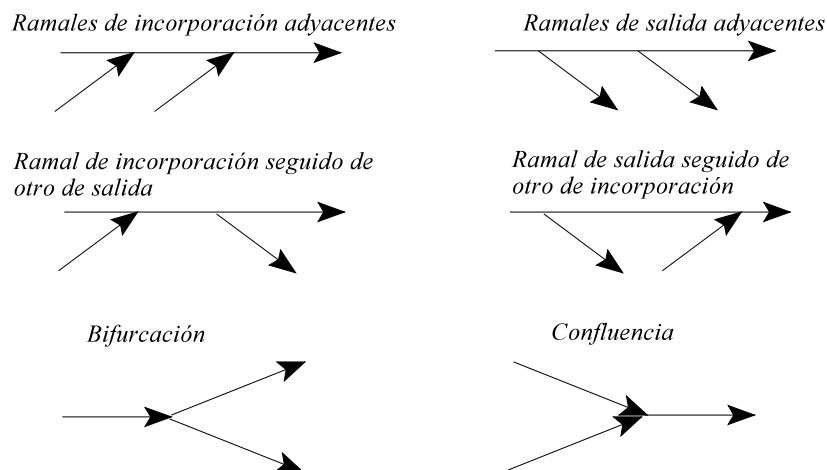 Ramales de incorporación adyacentes
Ramales de salida adyacentes
Ramal de incorporación seguido de
otro de salida
Ramal de salida seguido de
otro de incorporación
Bifurcación
Confluencia